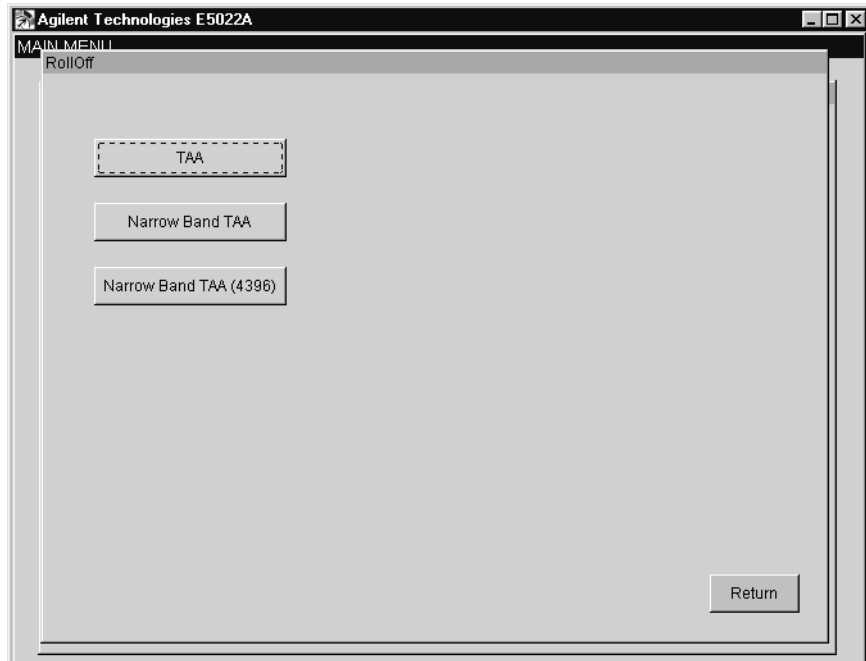 Agilent Technologies E5022A
MAIN MENU
RollOff
TAA
Narrow Band TAA
Narrow Band TAA (4396)
Return